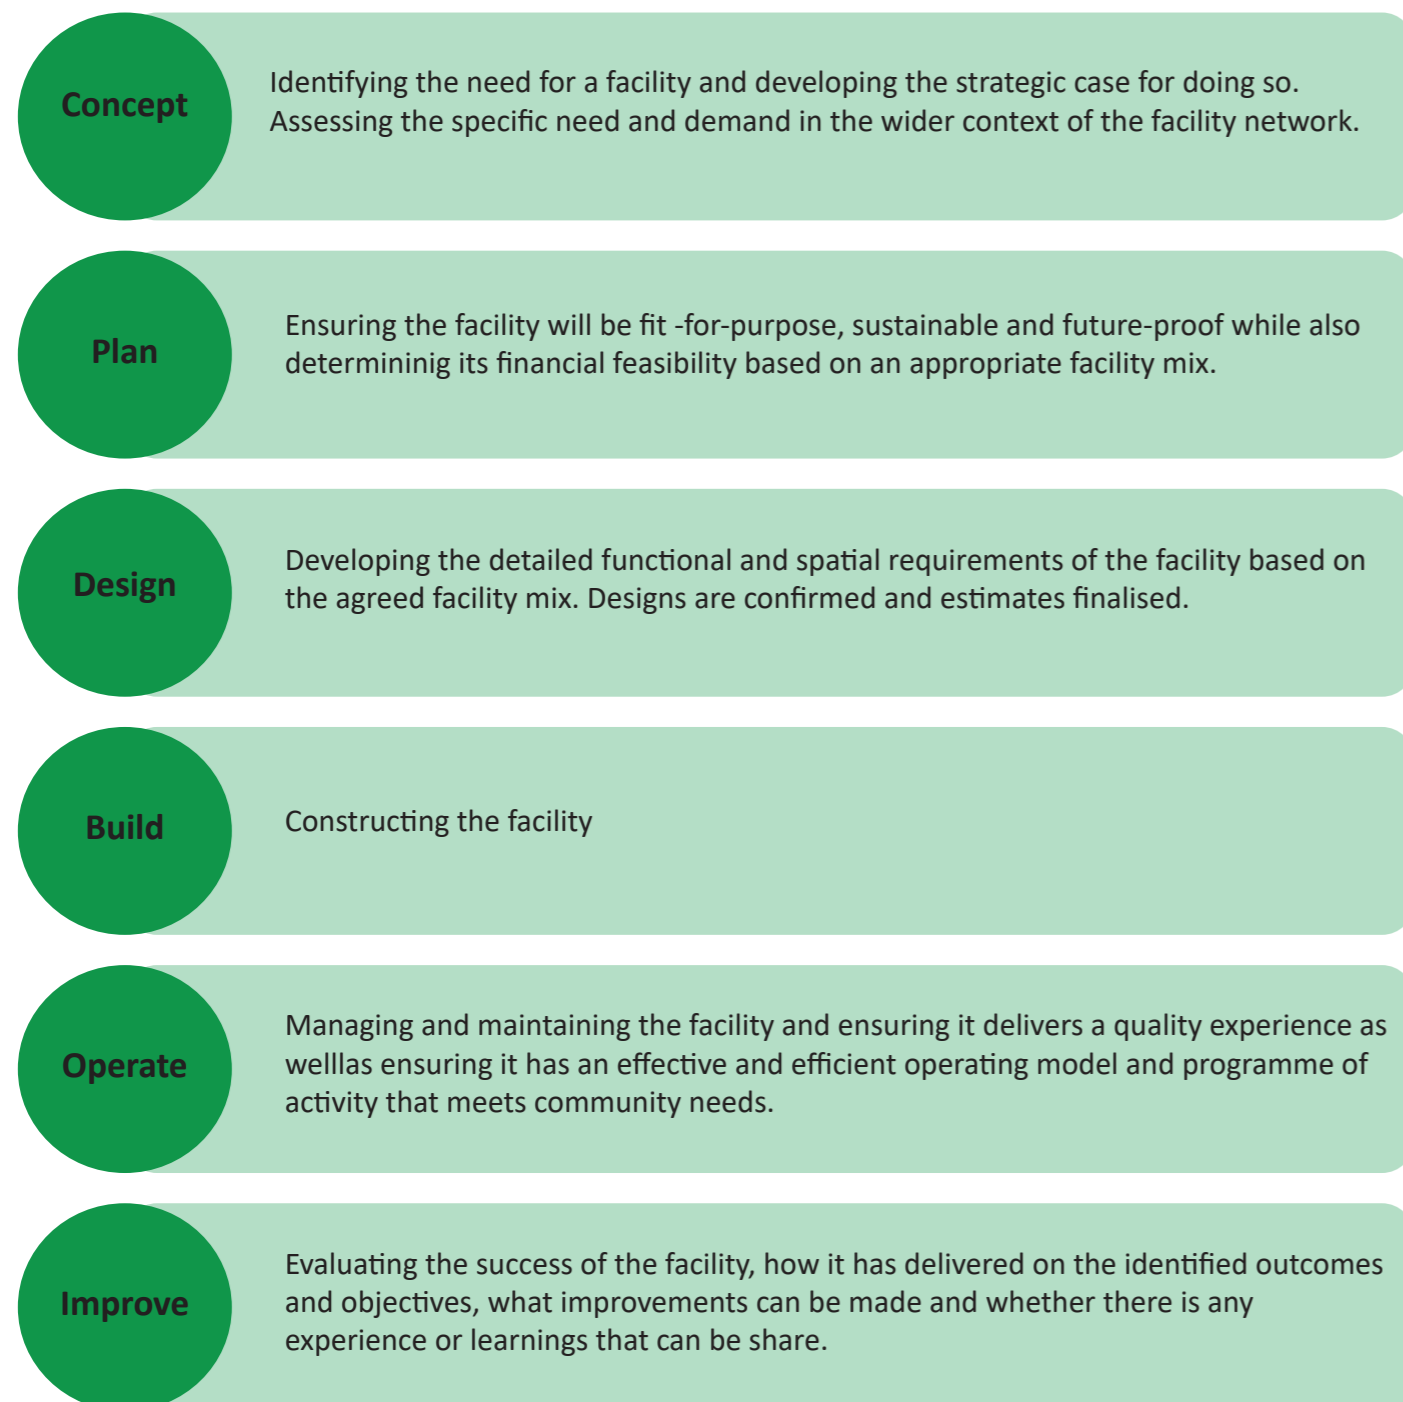 Concept
Identifying the need for a facility and developing the strategic case for doing so.
Assessing the specific need and demand in the wider context of the facility network.
Plan
Ensuring the facility will be fit -for-purpose, sustainable and future-proof while also
determininig its financial feasibility based on an appropriate facility mix.
Design
Developing the detailed functional and spatial requirements of the facility based on
the agreed facility mix. Designs are confirmed and estimates finalised.
Build
Constructing the facility
Operate
Managing and maintaining the facility and ensuring it delivers a quality experience as
welllas ensuring it has an effective and efficient operating model and programme of
activity that meets community needs.
Improve
Evaluating the success of the facility, how it has delivered on the identified outcomes
and objectives, what improvements can be made and whether there is any
experience or learnings that can be share.